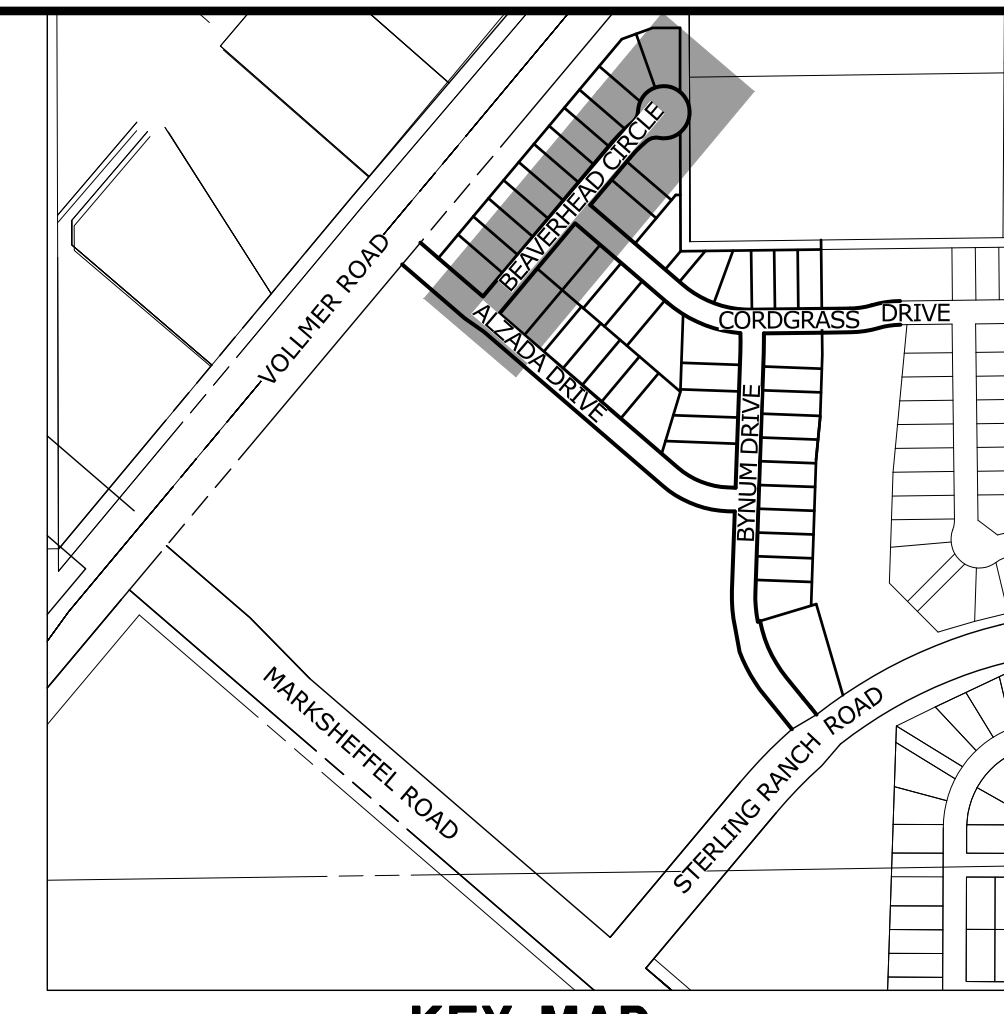 BEAVERHEAD CIRCLE
VOLLMER ROAD
ALZADA DRIVE
CORDGRASS DRIVE
BYNUM DRIVE
MARKSHEFFEL ROAD
STERLING RANCH ROAD
KEY MAP